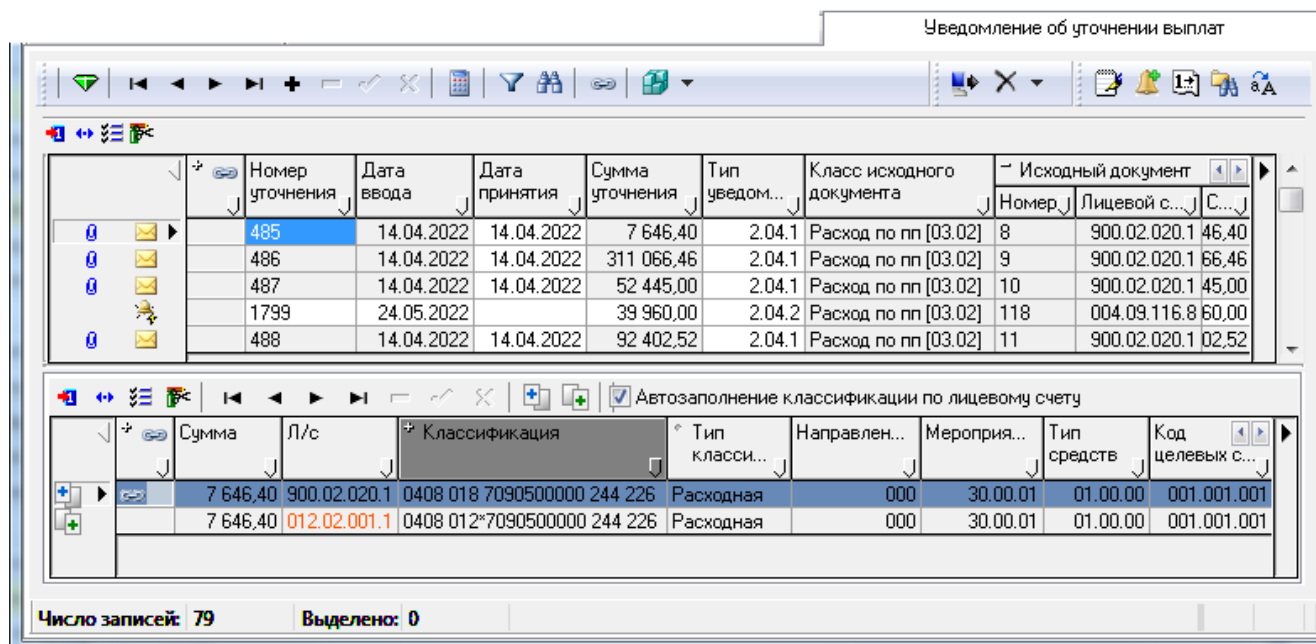 Уведомление об уточнении выплат
Номер уточнения Дата ввода Дата принятия Сумма уточнения Тип уведом... Класс исходного документа Исходный документ
Номер Лицевой с... С...
485 14.04.2022 14.04.2022 7 646,40 2.04.1 Расход по пп [03.02] 8 900.02.020.1 46,40
486 14.04.2022 14.04.2022 311 066,46 2.04.1 Расход по пп [03.02] 9 900.02.020.1 66,46
487 14.04.2022 14.04.2022 52 445,00 2.04.1 Расход по пп [03.02] 10 900.02.020.1 45,00
1799 24.05.2022 39 960,00 2.04.2 Расход по пп [03.02] 118 004.09.116.8 60,00
488 14.04.2022 14.04.2022 92 402,52 2.04.1 Расход по пп [03.02] 11 900.02.020.1 02,52
Автозаполнение классификации по лицевому счету
Сумма Л/с Классификация Тип класси... Направлен... Мероприя... Тип средств Код целевых с...
7 646,40 900.02.020.1 0408 018 7090500000 244 226 Расходная 000 30.00.01 01.00.00 001.001.001
7 646,40 012.02.001.1 0408 012*7090500000 244 226 Расходная 000 30.00.01 01.00.00 001.001.001
Число записей: 79 Выделено: 0